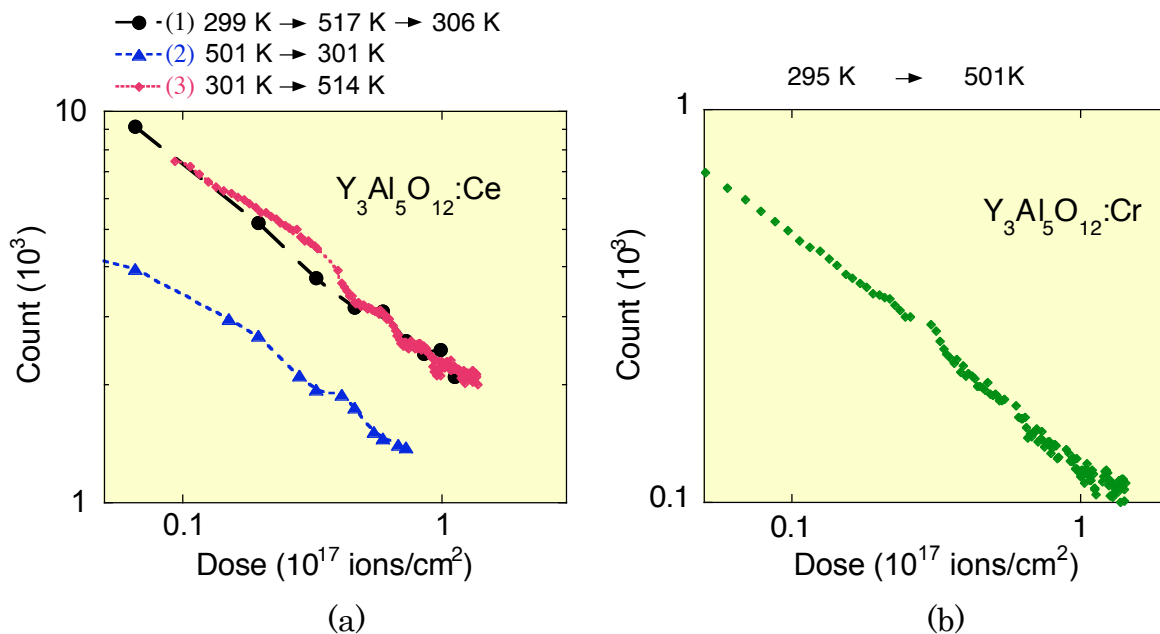 (1) 299 K → 517 K → 306 K
(2) 501 K → 301 K
(3) 301 K → 514 K
10
1
Count (10³)
Y₃Al₅O₁₂:Ce
0.1 1
Dose (10¹⁷ ions/cm²)
(a)
295 K → 501K
1
0.1
Count (10³)
Y₃Al₅O₁₂:Cr
0.1 1
Dose (10¹⁷ ions/cm²)
(b)